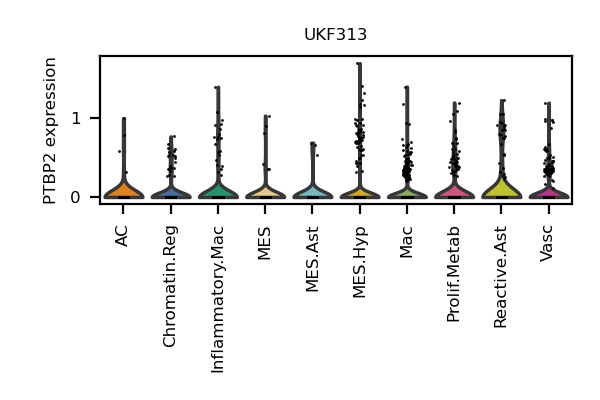 UKF313
PTBP2 expression
1
0
AC
Chromatin.Reg
Inflammatory.Mac
MES
MES.Ast
MES.Hyp
Mac
Prolif.Metab
Reactive.Ast
Vasc